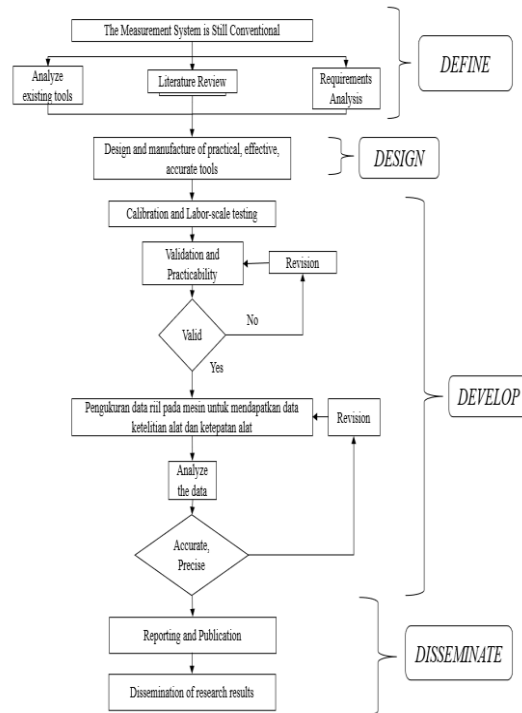 The Measurement System is Still Conventional
DEFINE
Analyze
existing tools
Literature Review
Requirements
Analysis
Design and manufacture of practical, effective,
accurate tools
DESIGN
Calibration and Labor-scale testing
Validation and
Practicability
Revision
No
Valid
Yes
DEVELOP
Pengukuran data riil pada mesin untuk mendapatkan data
ketelitian alat dan ketepatan alat
Revision
Analyze
the data
Accurate,
Precise
Reporting and Publication
DISSEMINATE
Dissemination of research results